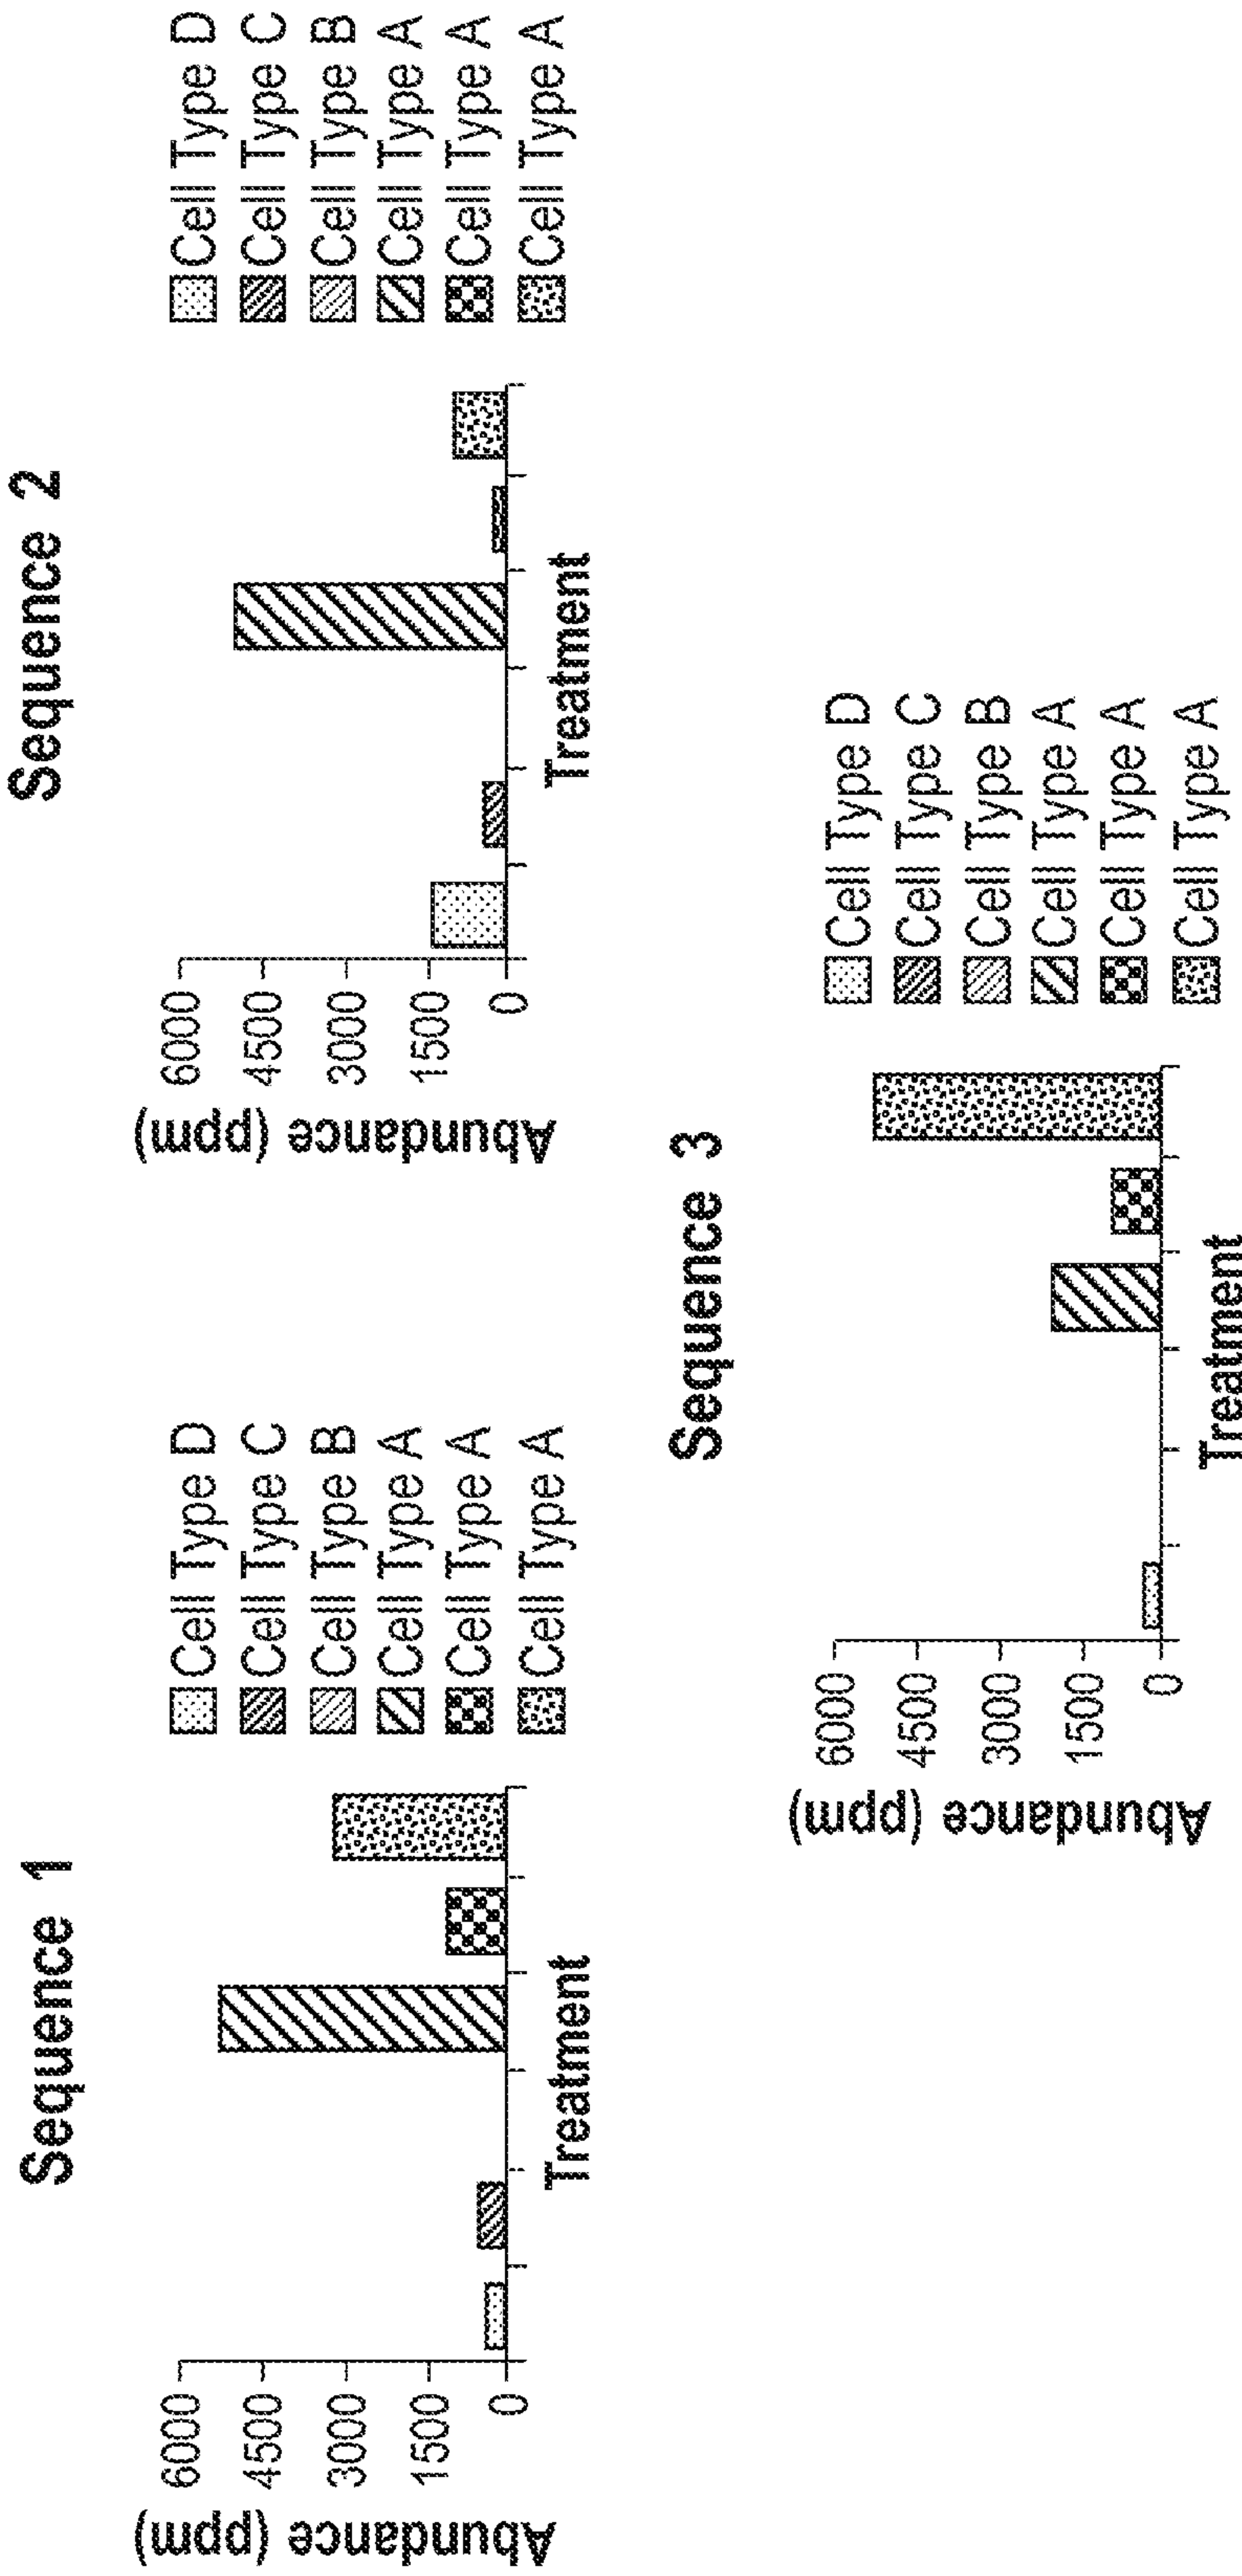 Sequence 1
Abundance (ppm)
6000
4500
3000
1500
0
Treatment
Cell Type D
Cell Type C
Cell Type B
Cell Type A
Cell Type A
Cell Type A
Sequence 2
Abundance (ppm)
6000
4500
3000
1500
0
Treatment
Cell Type D
Cell Type C
Cell Type B
Cell Type A
Cell Type A
Cell Type A
Sequence 3
Abundance (ppm)
6000
4500
3000
1500
0
Treatment
Cell Type D
Cell Type C
Cell Type B
Cell Type A
Cell Type A
Cell Type A